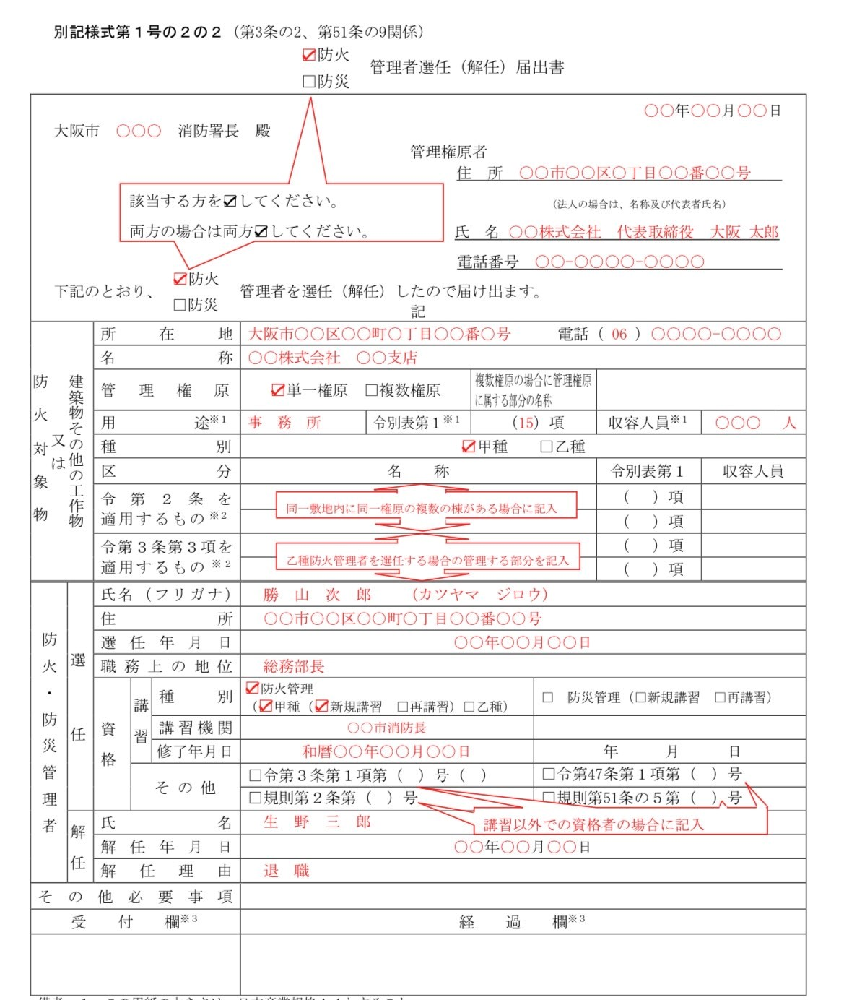 別記様式第１号の２の２（第3条の2、第51条の9関係）
☑防火
□防災
管理者選任（解任）届出書
〇〇年〇〇月〇〇日
大阪市　〇〇〇　消防署長　殿
管理権原者
住　所　〇〇市〇〇区〇丁目〇〇番〇〇号
（法人の場合は、名称及び代表者氏名）
該当する方を☑してください。
両方の場合は両方☑してください。
氏　名　〇〇株式会社　代表取締役　大阪 太郎
電話番号　〇〇-〇〇〇〇-〇〇〇〇
☑防火
□防災
下記のとおり、
管理者を選任（解任）したので届け出ます。
記
防火対象物
又は
建築物その他の工作物
所在地　大阪市〇〇区〇〇町〇丁目〇〇番〇号　電話（ 06 ）〇〇〇〇-〇〇〇〇
名称　〇〇株式会社　〇〇支店
管理権原　☑単一権原　□複数権原
複数権原の場合に管理権原
に属する部分の名称
用途※1　事 務 所　令別表第１※1　（15）項　収容人員※1　〇〇〇　人
種別　☑甲種　□乙種
区分　名　称　令別表第１　収容人員
令第２条を
適用するもの※2
同一敷地内に同一権原の複数の棟がある場合に記入
（　）項
（　）項
令第３条第３項を
適用するもの※2
乙種防火管理者を選任する場合の管理する部分を記入
（　）項
（　）項
防火・防災管理者
選任
氏名（フリガナ）　勝 山 次 郎　（カツヤマ　ジロウ）
住所　〇〇市〇〇区〇〇町〇丁目〇〇番〇〇号
選任年月日　〇〇年〇〇月〇〇日
職務上の地位　総務部長
資格
講習
種別
☑防火管理
（☑甲種（☑新規講習　□再講習）□乙種）
□　防災管理（□新規講習　□再講習）
講習機関　〇〇市消防長
修了年月日　和暦〇〇年〇〇月〇〇日　年　月　日
その他
□令第３条第１項第（　）号（　）　□令第47条第１項第（　）号
□規則第２条第（　）号　□規則第51条の５第（　）号
講習以外での資格者の場合に記入
解任
氏名　生 野 三 郎
解任年月日　〇〇年〇〇月〇〇日
解任理由　退 職
その他必要事項
受付欄※3　経過欄※3